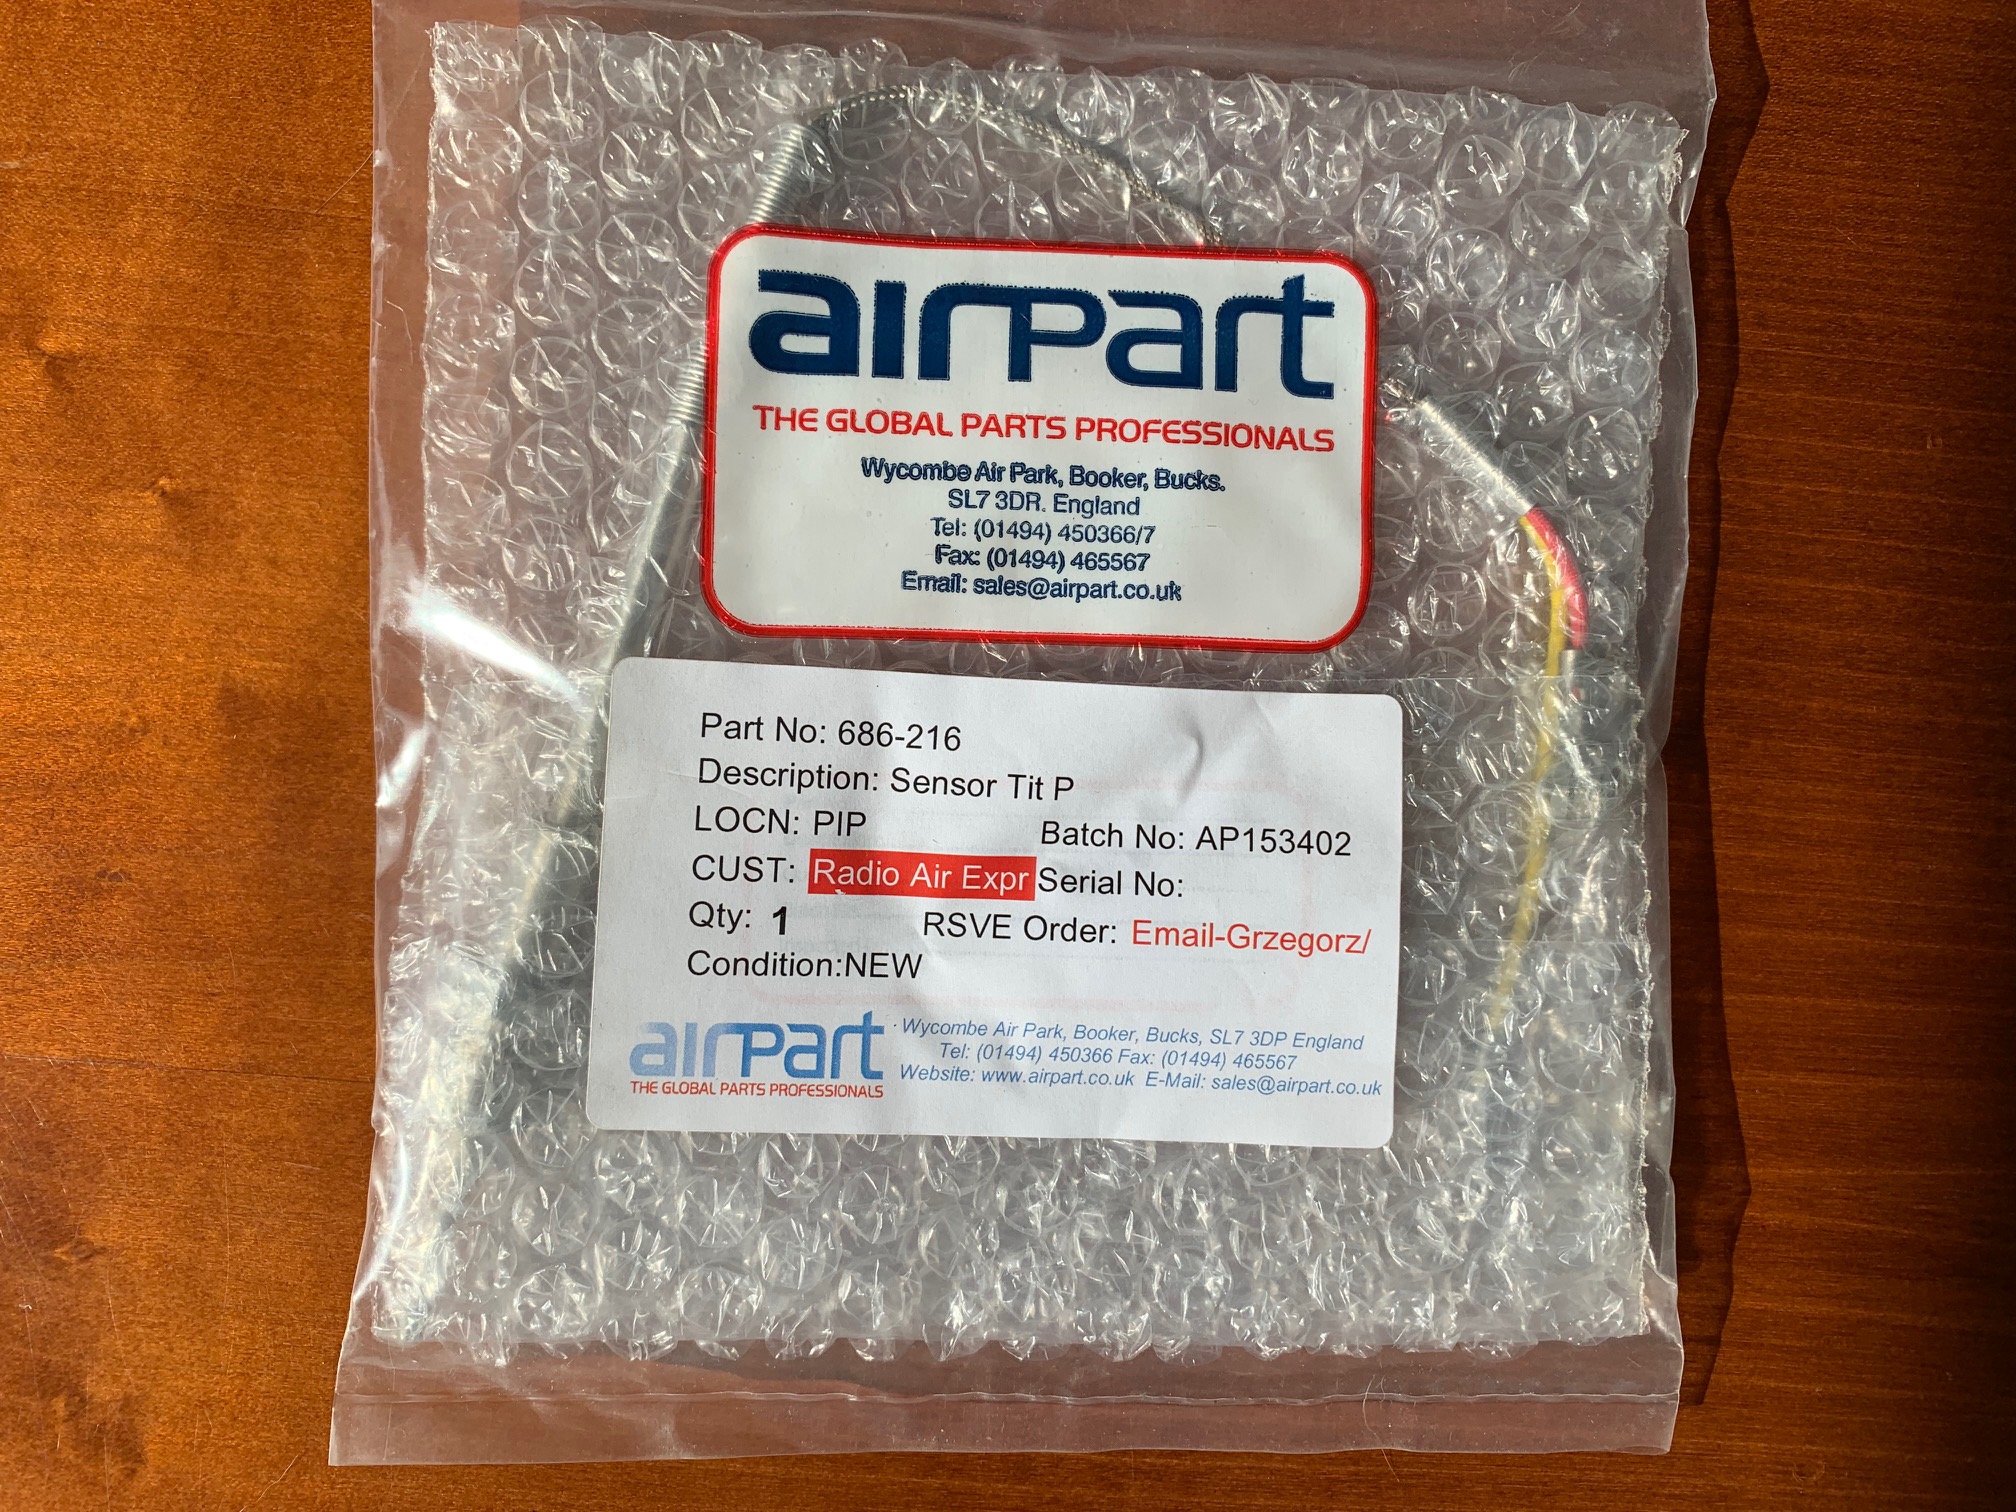 airpart
THE GLOBAL PARTS PROFESSIONALS
Wycombe Air Park, Booker, Bucks.
SL7 3DR. England
Tel: (01494) 450366/7
Fax: (01494) 465567
Email: sales@airpart.co.uk
Part No: 686-216
Description: Sensor Tit P
LOCN: PIP Batch No: AP153402
CUST: Radio Air Expr Serial No:
Qty: 1 RSVE Order: Email-Grzegorz/
Condition:NEW
airpart
THE GLOBAL PARTS PROFESSIONALS
Wycombe Air Park, Booker, Bucks, SL7 3DP England
Tel: (01494) 450366 Fax: (01494) 465567
Website: www.airpart.co.uk E-Mail: sales@airpart.co.uk